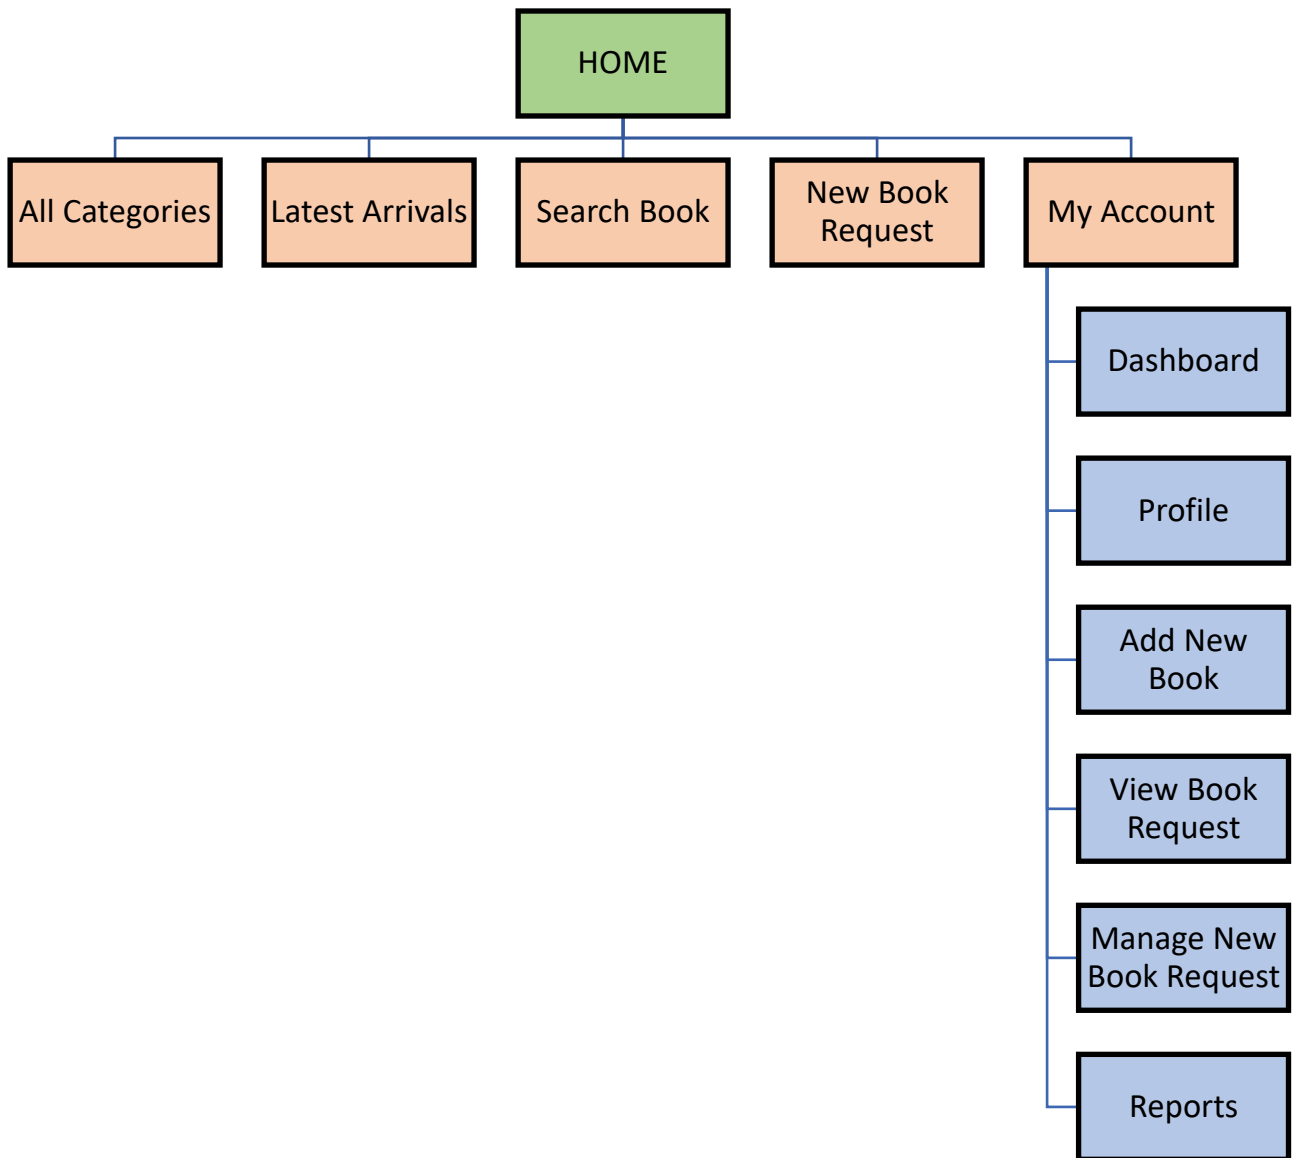 HOME
All Categories
Latest Arrivals
Search Book
New Book
Request
My Account
Dashboard
Profile
Add New
Book
View Book
Request
Manage New
Book Request
Reports